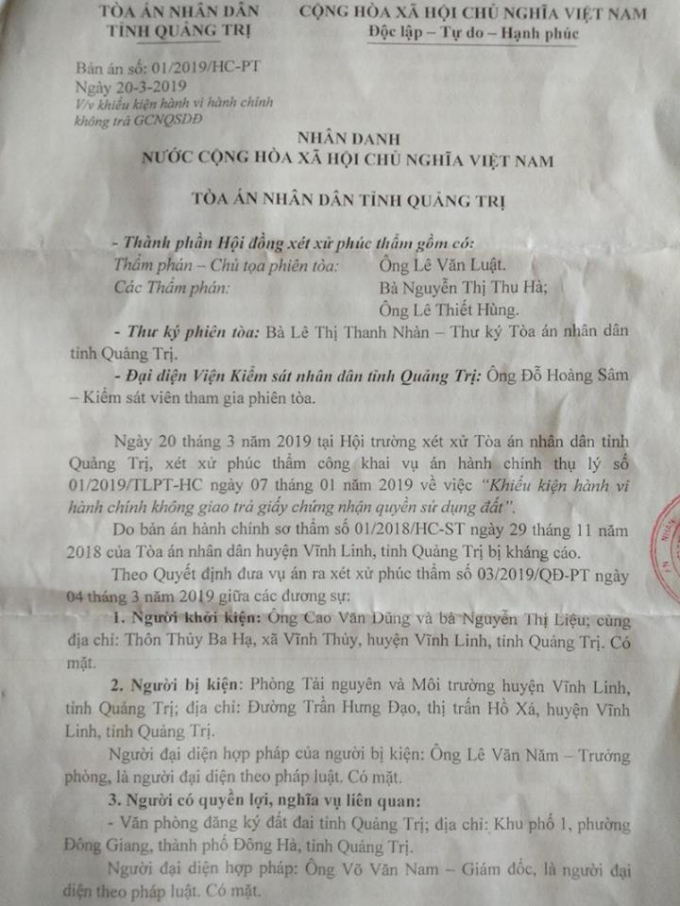 TÒA ÁN NHÂN DÂN CỘNG HÒA XÃ HỘI CHỦ NGHĨA VIỆT NAM
TỈNH QUẢNG TRỊ Độc lập – Tự do – Hạnh phúc
Bản án số: 01/2019/HC-PT
Ngày 20-3-2019
V/v khiếu kiện hành vi hành chính
không trả GCNQSDĐ
NHÂN DANH
NƯỚC CỘNG HÒA XÃ HỘI CHỦ NGHĨA VIỆT NAM
TÒA ÁN NHÂN DÂN TỈNH QUẢNG TRỊ
- Thành phần Hội đồng xét xử phúc thẩm gồm có:
Thẩm phán – Chủ tọa phiên tòa: Ông Lê Văn Luật.
Các Thẩm phán: Bà Nguyễn Thị Thu Hà;
Ông Lê Thiết Hùng.
- Thư ký phiên tòa: Bà Lê Thị Thanh Nhàn – Thư ký Tòa án nhân dân
tỉnh Quảng Trị.
- Đại diện Viện Kiểm sát nhân dân tỉnh Quảng Trị: Ông Đỗ Hoàng Sâm
– Kiểm sát viên tham gia phiên tòa.
Ngày 20 tháng 3 năm 2019 tại Hội trường xét xử Tòa án nhân dân tỉnh
Quảng Trị, xét xử phúc thẩm công khai vụ án hành chính thụ lý số
01/2019/TLPT-HC ngày 07 tháng 01 năm 2019 về việc “Khiếu kiện hành vi
hành chính không giao trả giấy chứng nhận quyền sử dụng đất”.
Do bản án hành chính sơ thẩm số 01/2018/HC-ST ngày 29 tháng 11 năm
2018 của Tòa án nhân dân huyện Vĩnh Linh, tỉnh Quảng Trị bị kháng cáo.
Theo Quyết định đưa vụ án ra xét xử phúc thẩm số 03/2019/QĐ-PT ngày
04 tháng 3 năm 2019 giữa các đương sự:
1. Người khởi kiện: Ông Cao Văn Dũng và bà Nguyễn Thị Liệu; cùng
địa chỉ: Thôn Thủy Ba Hạ, xã Vĩnh Thủy, huyện Vĩnh Linh, tỉnh Quảng Trị. Có
mặt.
2. Người bị kiện: Phòng Tài nguyên và Môi trường huyện Vĩnh Linh,
tỉnh Quảng Trị; địa chỉ: Đường Trần Hưng Đạo, thị trấn Hồ Xá, huyện Vĩnh
Linh, tỉnh Quảng Trị.
Người đại diện hợp pháp của người bị kiện: Ông Lê Văn Năm – Trưởng
phòng, là người đại diện theo pháp luật. Có mặt.
3. Người có quyền lợi, nghĩa vụ liên quan:
- Văn phòng đăng ký đất đai tỉnh Quảng Trị; địa chỉ: Khu phố 1, phường
Đông Giang, thành phố Đông Hà, tỉnh Quảng Trị.
Người đại diện hợp pháp: Ông Võ Văn Nam – Giám đốc, là người đại
diện theo pháp luật. Có mặt.